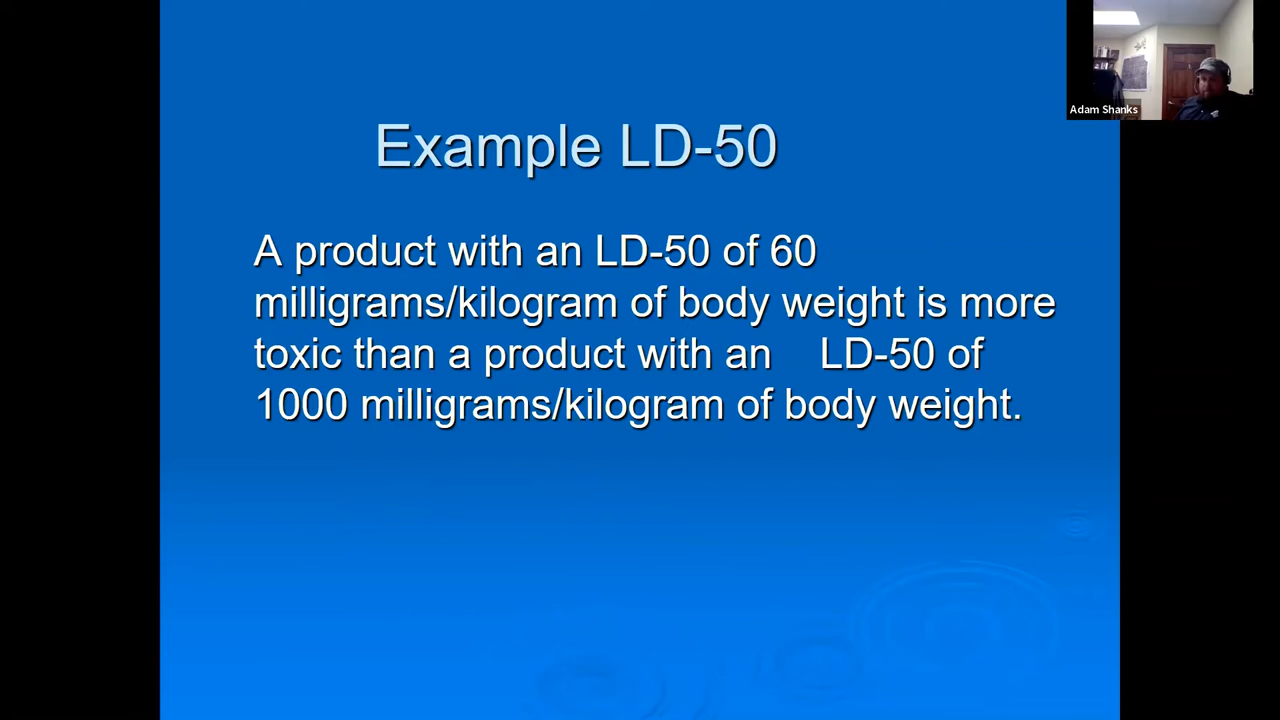 Example LD-50
A product with an LD-50 of 60
milligrams/kilogram of body weight is more
toxic than a product with an LD-50 of
1000 milligrams/kilogram of body weight.
Adam Shanks